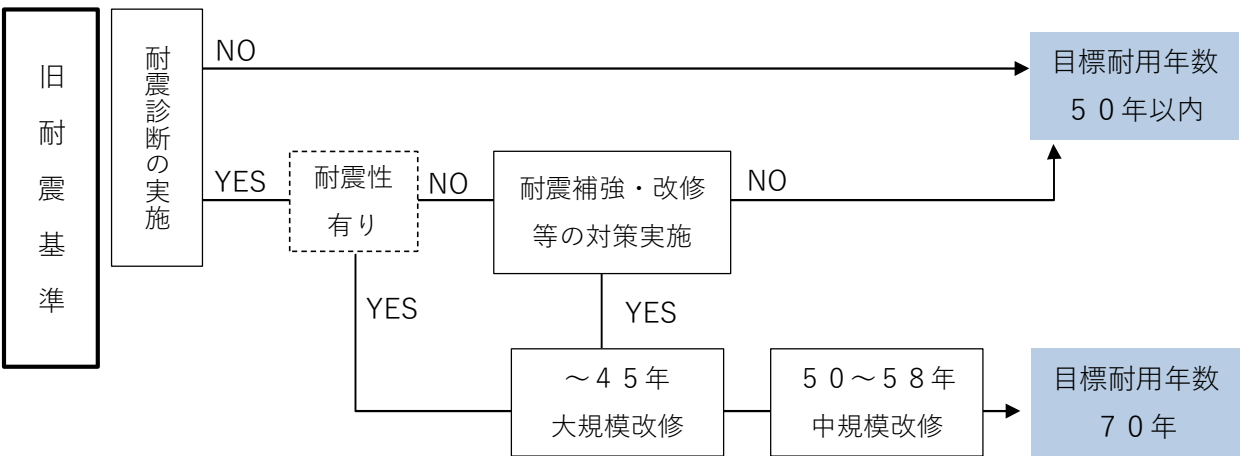 旧耐震基準
耐震診断の実施
NO
目標耐用年数
５０年以内
YES
耐震性
有り
NO
耐震補強・改修
等の対策実施
NO
YES
YES
～４５年
大規模改修
５０～５８年
中規模改修
目標耐用年数
７０年